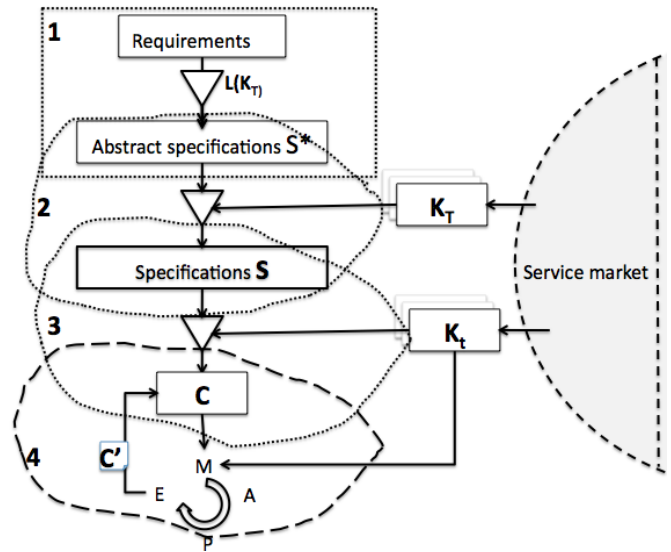 1
Requirements
L(K_T)
Abstract specifications S*
2
K_T
Specifications S
Service market
3
K_t
C
4
C'
M
E
A
P